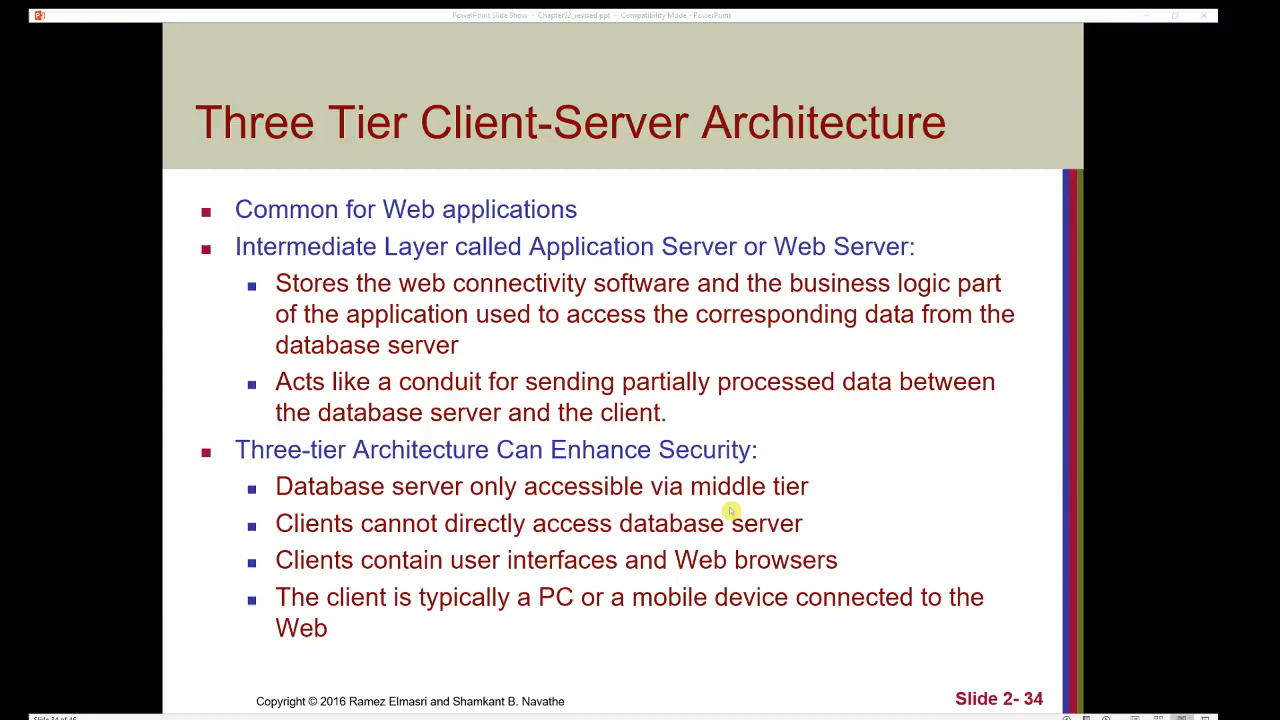 PowerPoint Slide Show - Chapter02_revised.ppt - Compatibility Mode - PowerPoint
Three Tier Client-Server Architecture
Common for Web applications
Intermediate Layer called Application Server or Web Server:
Stores the web connectivity software and the business logic part
of the application used to access the corresponding data from the
database server
Acts like a conduit for sending partially processed data between
the database server and the client.
Three-tier Architecture Can Enhance Security:
Database server only accessible via middle tier
Clients cannot directly access database server
Clients contain user interfaces and Web browsers
The client is typically a PC or a mobile device connected to the
Web
Copyright © 2016 Ramez Elmasri and Shamkant B. Navathe
Slide 2- 34
Slide 34 of 46